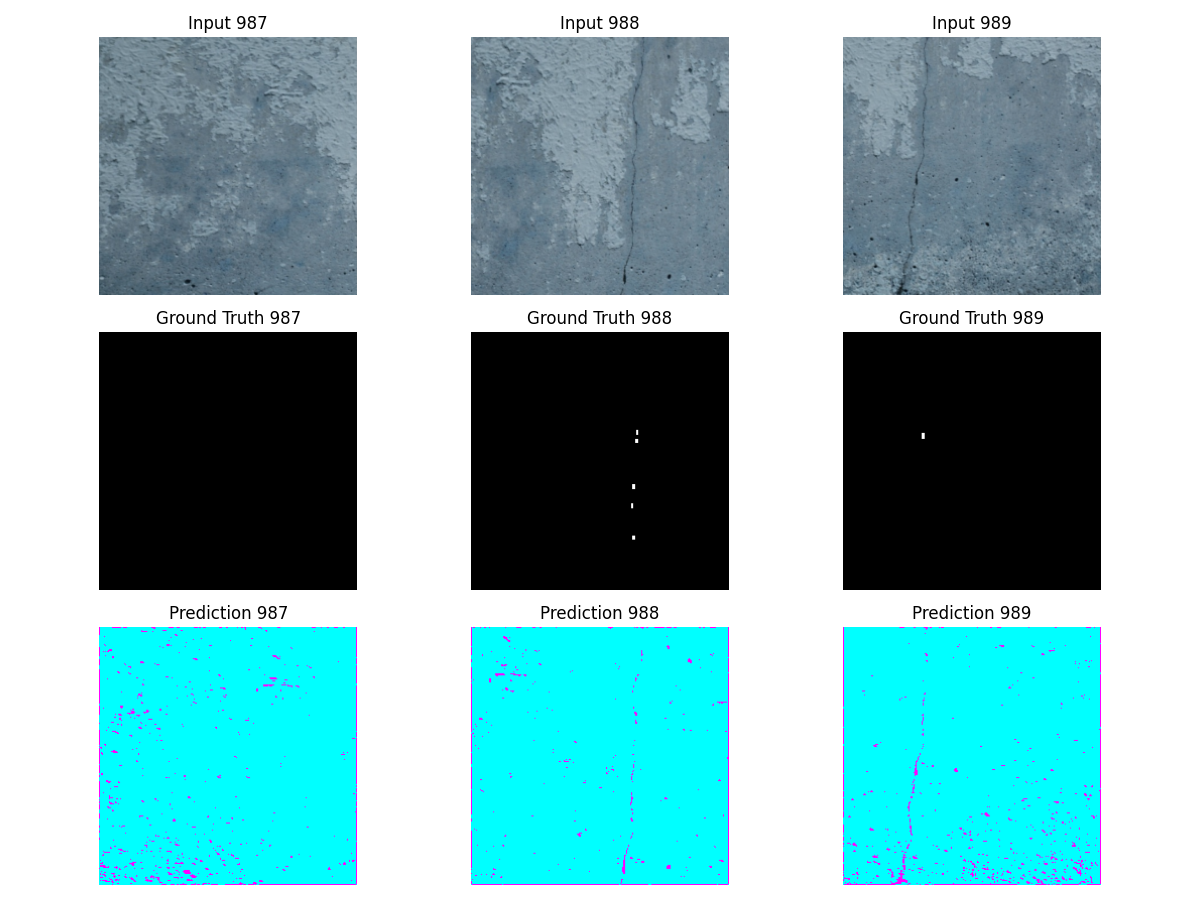 Input 987
Input 988
Input 989
Ground Truth 987
Ground Truth 988
Ground Truth 989
Prediction 987
Prediction 988
Prediction 989